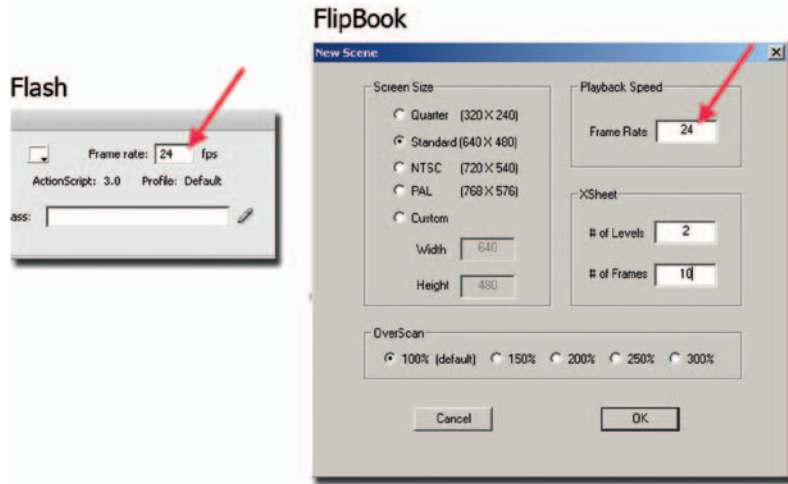 FlipBook
New Scene
Flash
Frame rate: 24 fps
ActionScript: 3.0 Profile: Default
ass:
Screen Size
Quarter (320 X 240)
Standard (640 X 480)
NTSC (720 X 540)
PAL (768 X 576)
Custom
Width 640
Height 480
Playback Speed
Frame Rate 24
XSheet
# of Levels 2
# of Frames 10
OverScan
100% (default) 150% 200% 250% 300%
Cancel OK